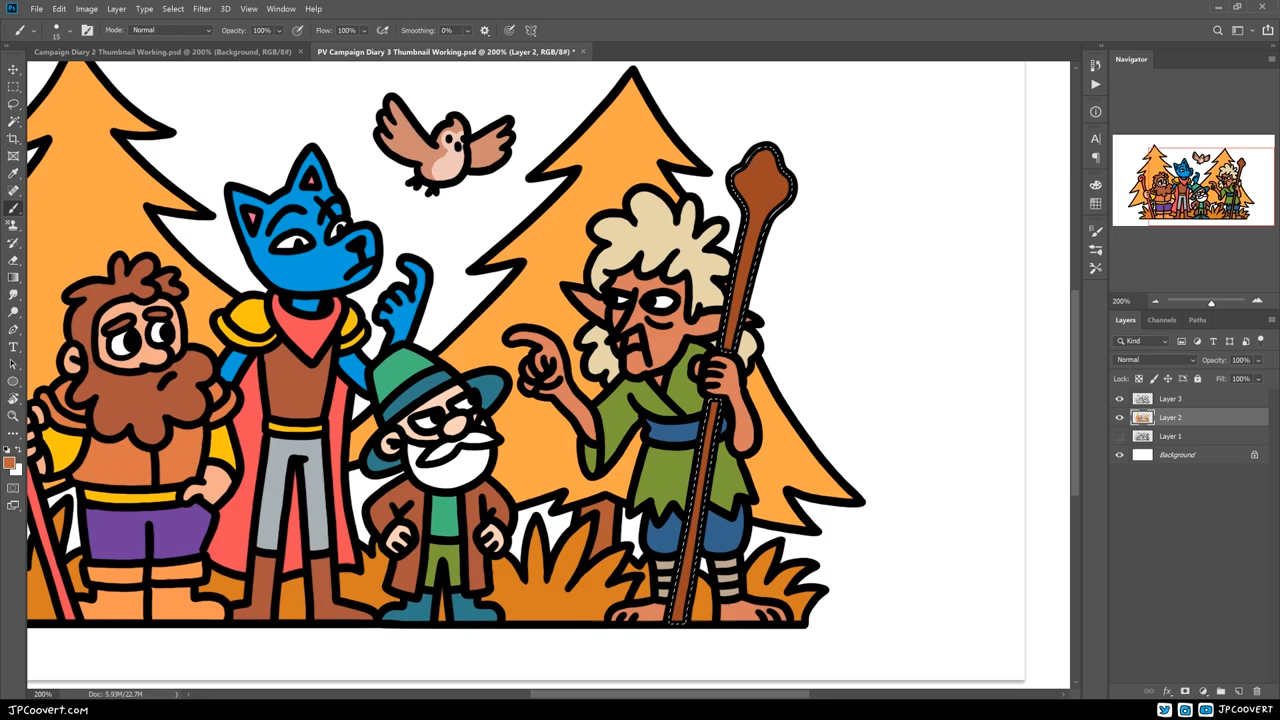 Ps File Edit Image Layer Type Select Filter 3D View Window Help
15 Mode: Normal Opacity: 100% Flow: 100% Smoothing: 0%
Campaign Diary 2 Thumbnail Working.psd @ 200% (Background, RGB/8#) × PV Campaign Diary 3 Thumbnail Working.psd @ 200% (Layer 2, RGB/8#) * ×
Navigator
200%
Layers Channels Paths
Kind
Normal Opacity: 100%
Lock: Fill: 100%
Layer 3
Layer 2
Layer 1
Background
200% Doc: 5.93M/22.7M
JPCoovert.com
JPCOOVERT